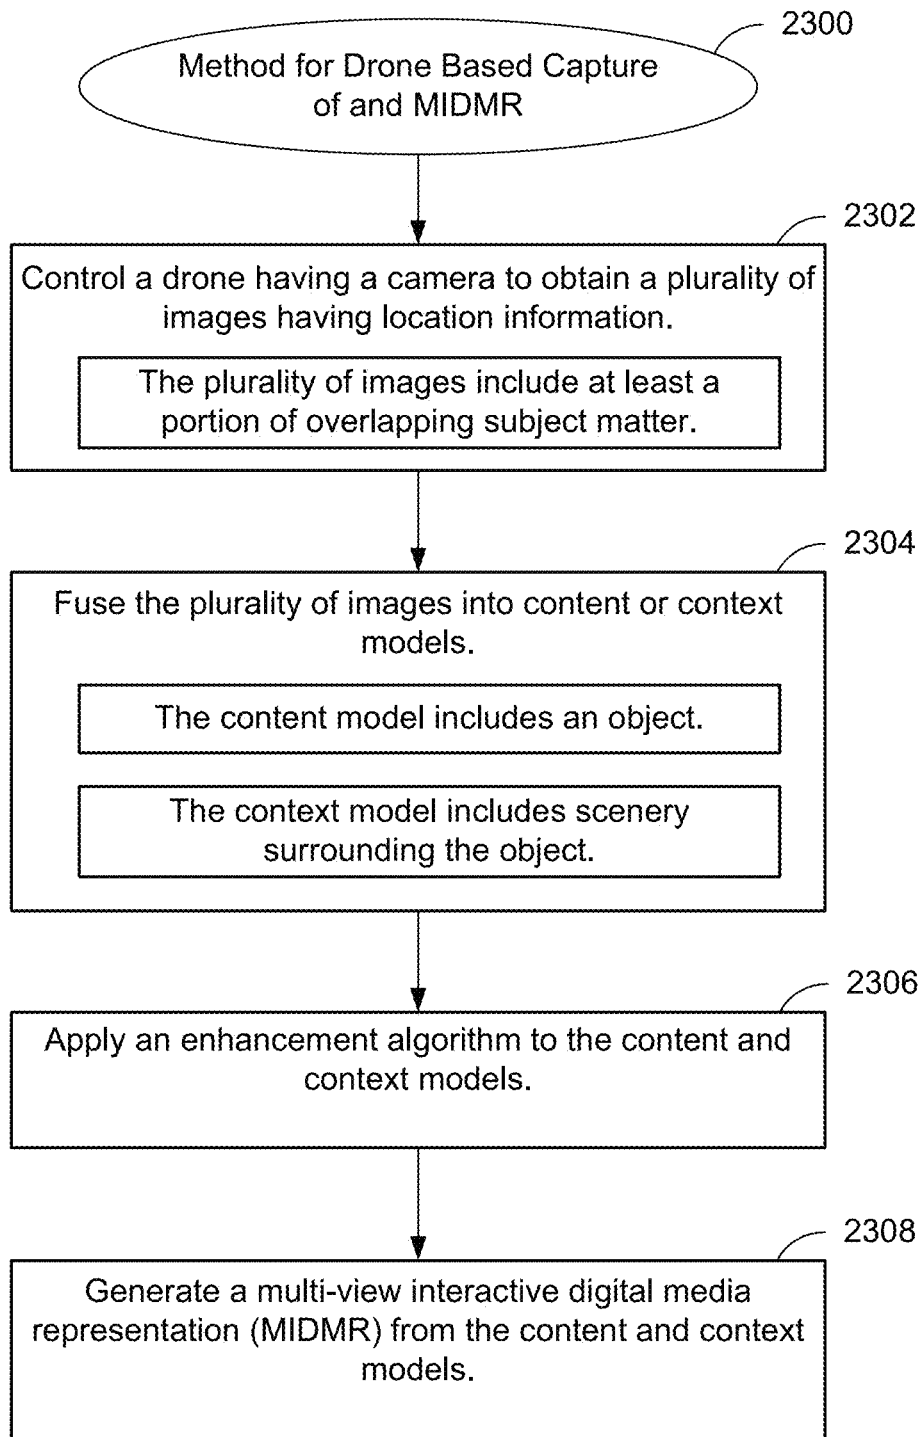 2300
Method for Drone Based Capture
of and MIDMR
2302
Control a drone having a camera to obtain a plurality of
images having location information.
The plurality of images include at least a
portion of overlapping subject matter.
2304
Fuse the plurality of images into content or context
models.
The content model includes an object.
The context model includes scenery
surrounding the object.
2306
Apply an enhancement algorithm to the content and
context models.
2308
Generate a multi-view interactive digital media
representation (MIDMR) from the content and context
models.